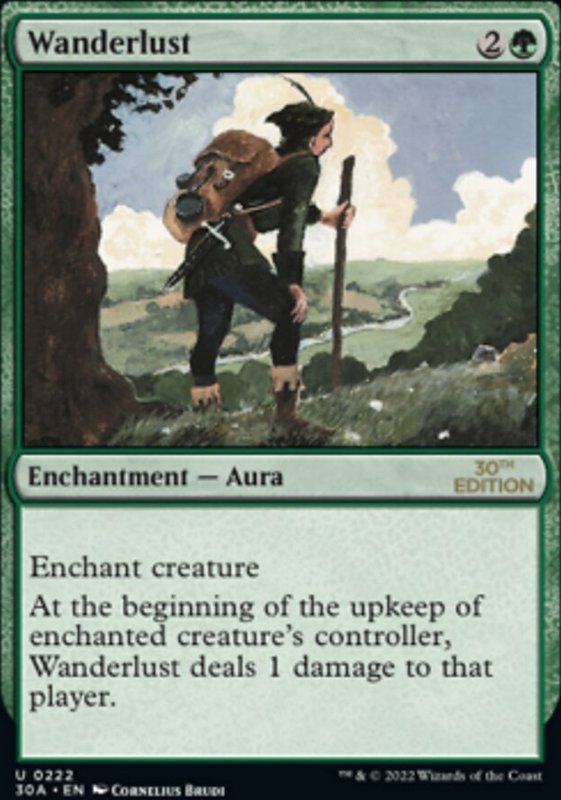 Wanderlust 2
Enchantment — Aura
30TH
EDITION
Enchant creature
At the beginning of the upkeep of
enchanted creature's controller,
Wanderlust deals 1 damage to that
player.
U 0222
30A • EN Cornelius Brudi
™ & © 2022 Wizards of the Coast